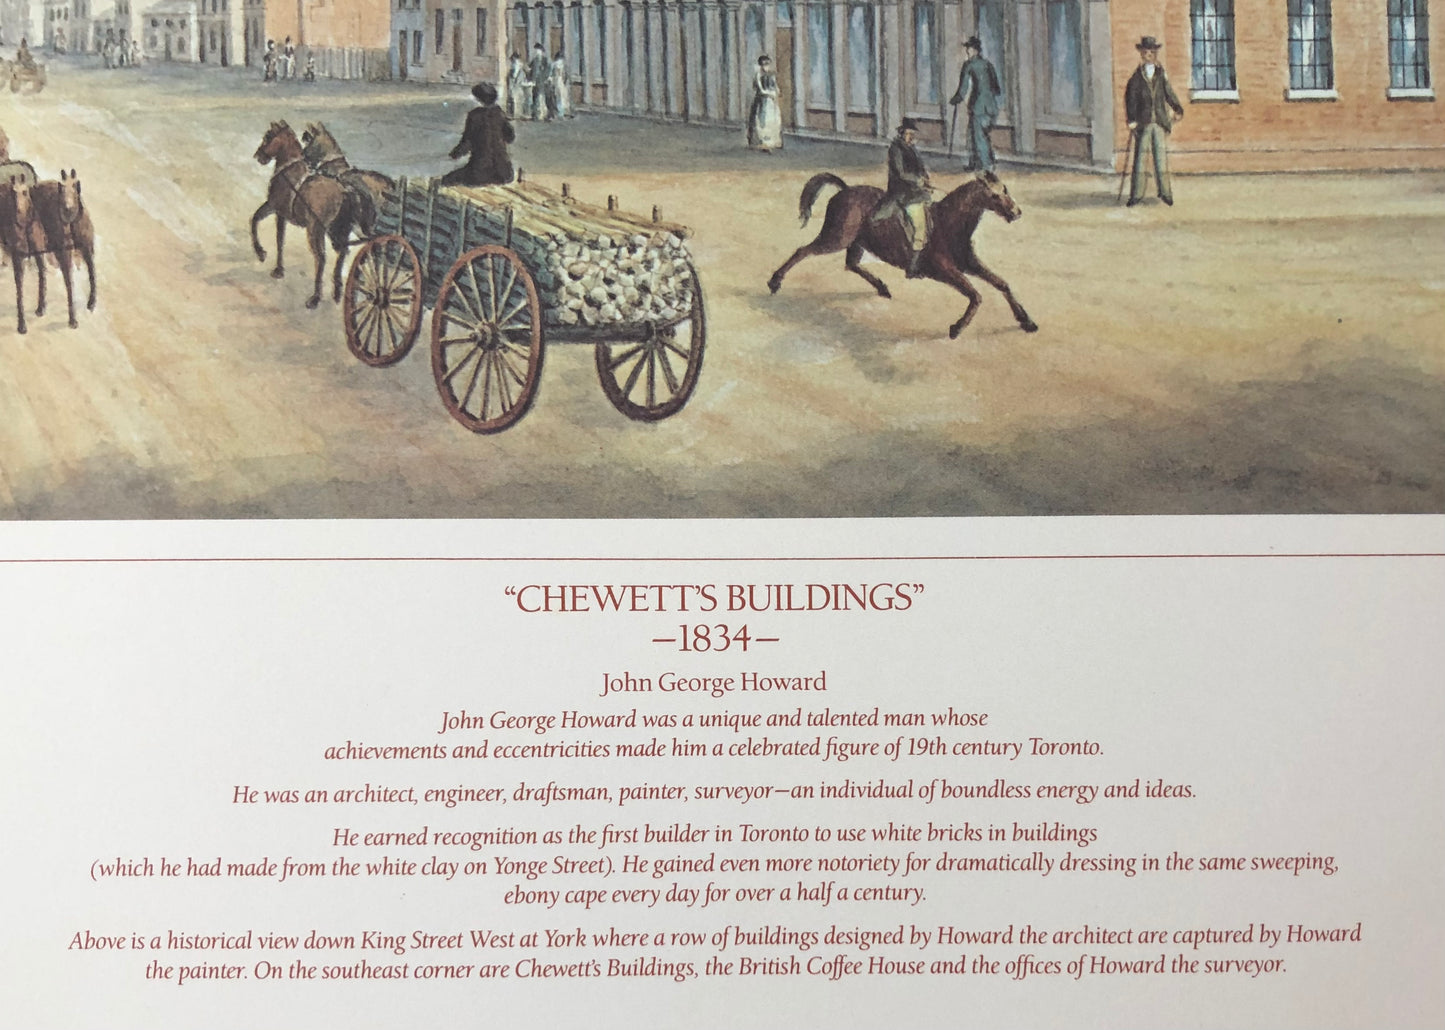 “CHEWETT’S BUILDINGS”
—1834—
John George Howard
John George Howard was a unique and talented man whose
achievements and eccentricities made him a celebrated figure of 19th century Toronto.
He was an architect, engineer, draftsman, painter, surveyor—an individual of boundless energy and ideas.
He earned recognition as the first builder in Toronto to use white bricks in buildings
(which he had made from the white clay on Yonge Street). He gained even more notoriety for dramatically dressing in the same sweeping,
ebony cape every day for over a half a century.
Above is a historical view down King Street West at York where a row of buildings designed by Howard the architect are captured by Howard
the painter. On the southeast corner are Chewett’s Buildings, the British Coffee House and the offices of Howard the surveyor.